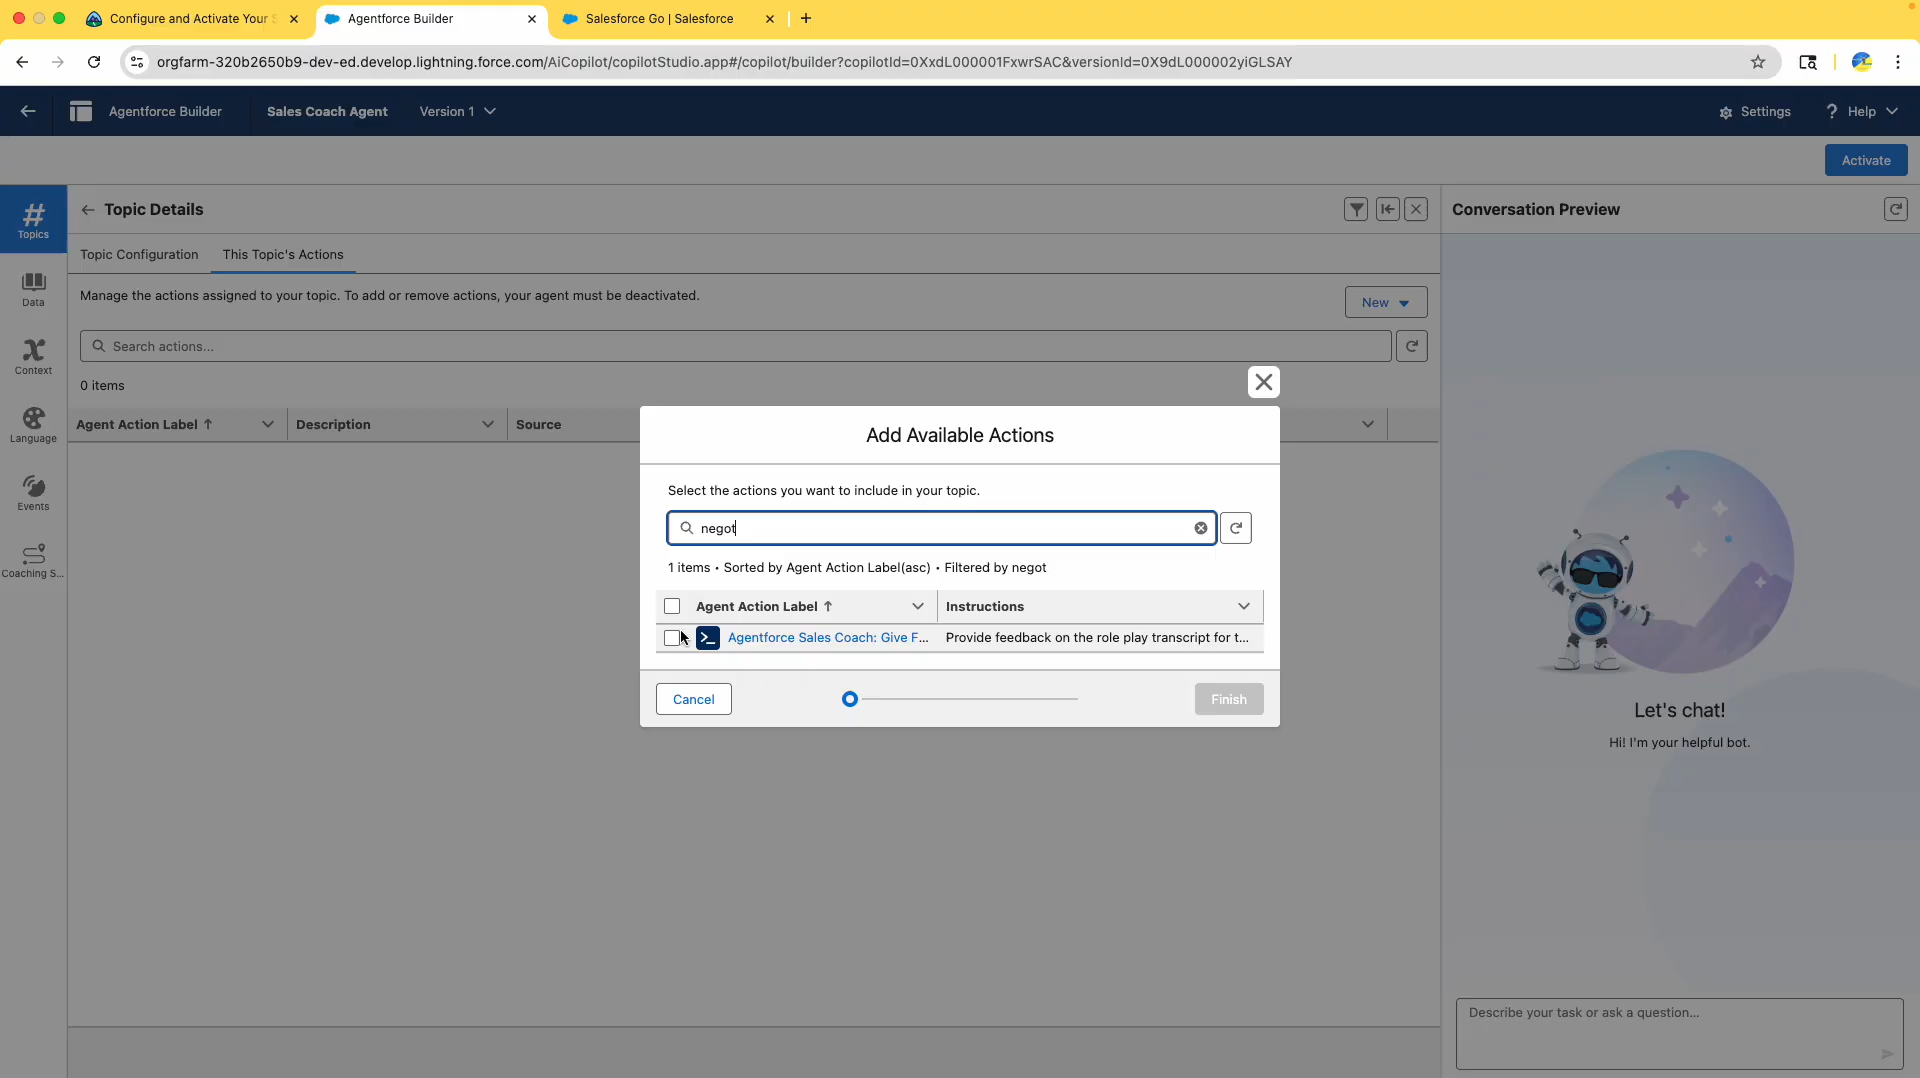 Configure and Activate Your S
Agentforce Builder
Salesforce Go | Salesforce
orgfarm-320b2650b9-dev-ed.develop.lightning.force.com/AiCopilot/copilotStudio.app#/copilot/builder?copilotId=0XxdL000001FxwrSAC&versionId=0X9dL000002yiGLSAY
Agentforce Builder
Sales Coach Agent
Version 1
Settings
? Help
Activate
Topics
Topic Details
Conversation Preview
Topic Configuration
This Topic's Actions
Data
Manage the actions assigned to your topic. To add or remove actions, your agent must be deactivated.
New
Search actions...
Context
0 items
Agent Action Label ↑
Description
Source
Language
Add Available Actions
Select the actions you want to include in your topic.
Events
negot
1 items • Sorted by Agent Action Label(asc) • Filtered by negot
Coaching S...
Agent Action Label ↑
Instructions
Agentforce Sales Coach: Give F...
Provide feedback on the role play transcript for t...
Cancel
Finish
Let's chat!
Hi! I'm your helpful bot.
Describe your task or ask a question...